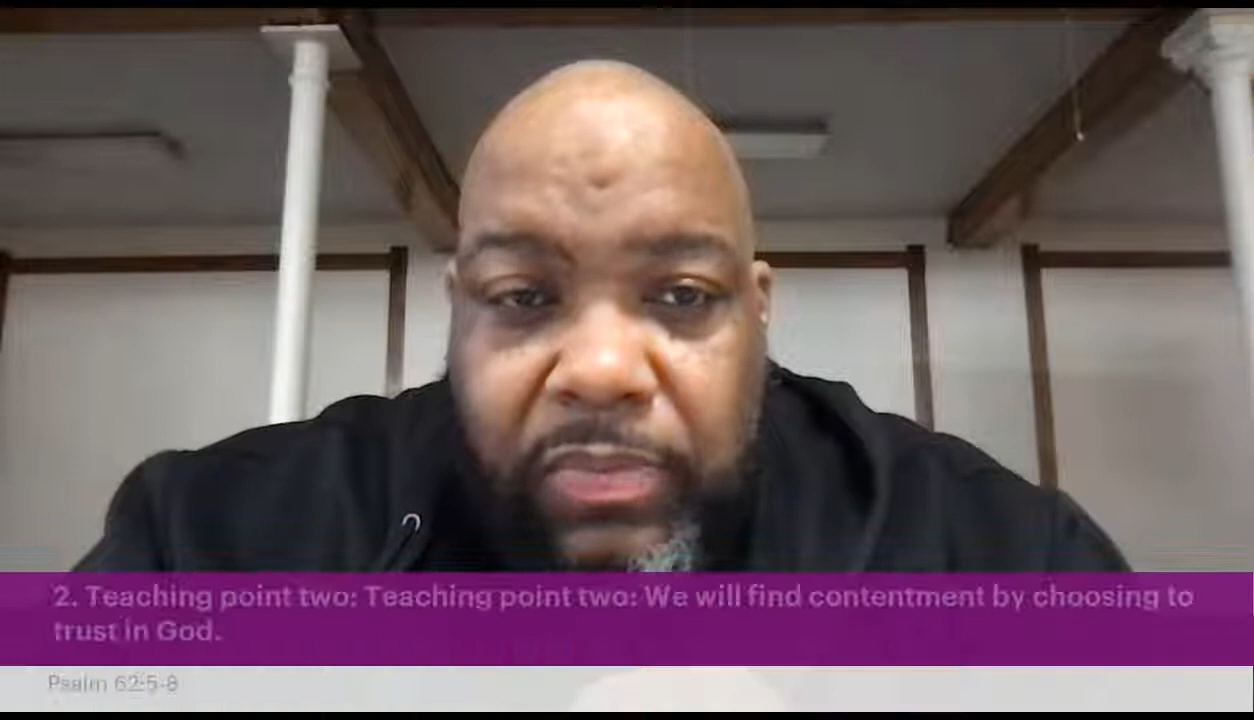 2. Teaching point two: Teaching point two: We will find contentment by choosing to
trust in God.
Psalm 62:5-8